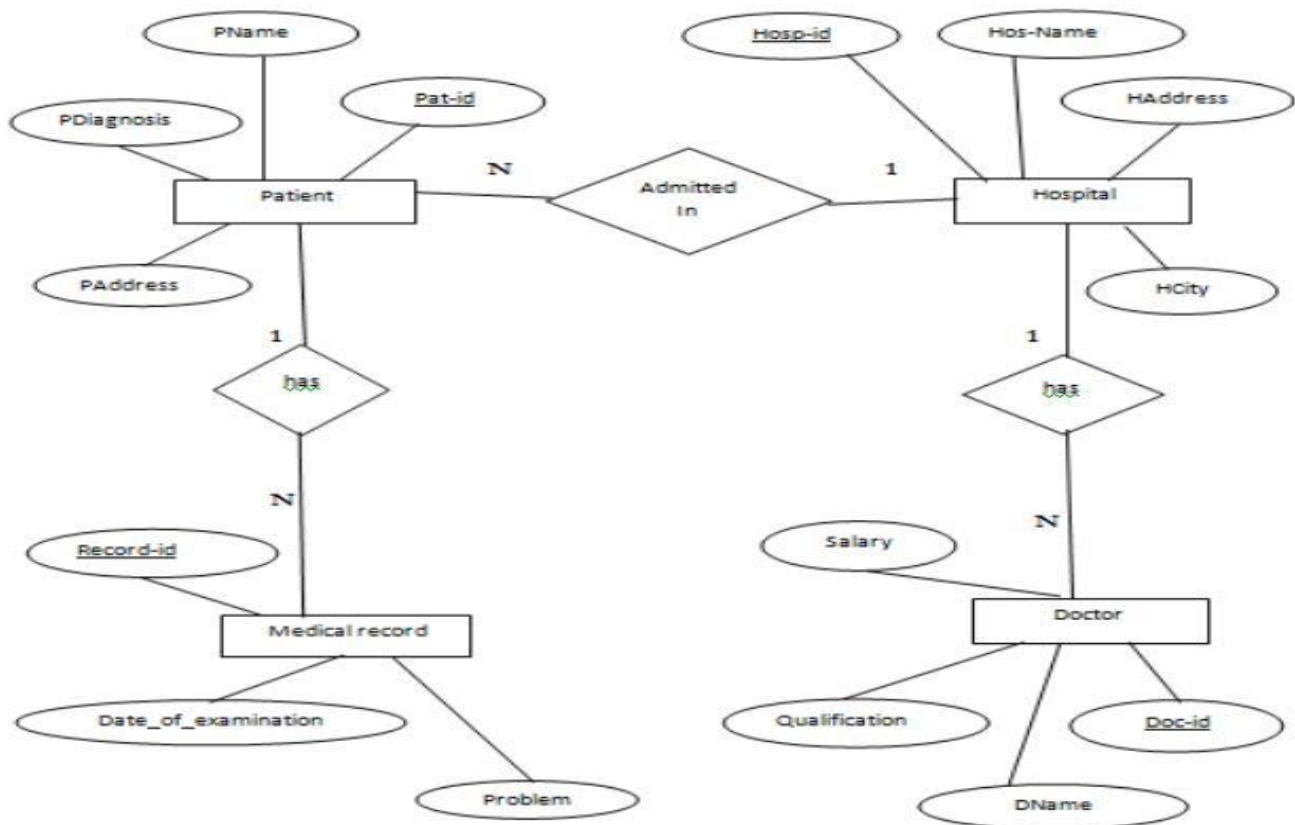 PName
Hosp-id
Hos-Name
Pat-id
HAddress
PDiagnosis
N
1
Patient
Admitted
In
Hospital
PAddress
HCity
1
1
has
has
N
N
Record-id
Salary
Medical record
Doctor
Date_of_examination
Qualification
Doc-id
Problem
DName